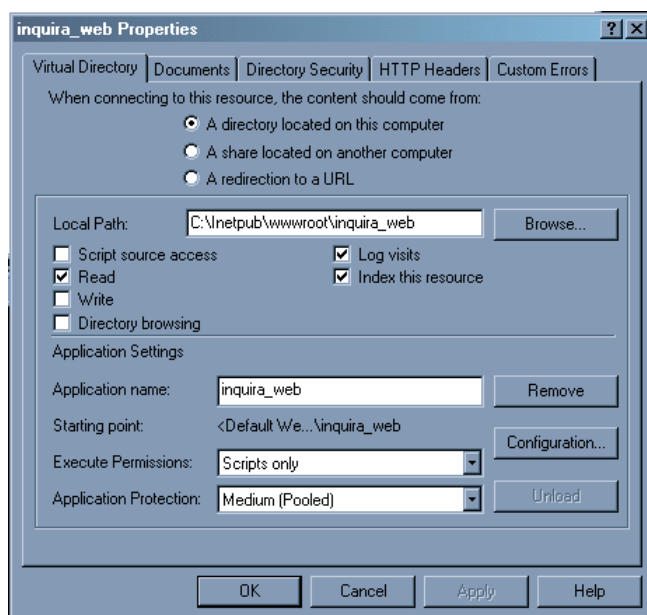 inquira_web Properties
Virtual Directory Documents Directory Security HTTP Headers Custom Errors
When connecting to this resource, the content should come from:
A directory located on this computer
A share located on another computer
A redirection to a URL
Local Path: C:\Inetpub\wwwroot\inquira_web Browse...
Script source access Log visits
Read Index this resource
Write
Directory browsing
Application Settings
Application name: inquira_web Remove
Starting point: <Default We...\inquira_web
Configuration...
Execute Permissions: Scripts only
Application Protection: Medium (Pooled) Unload
OK Cancel Apply Help